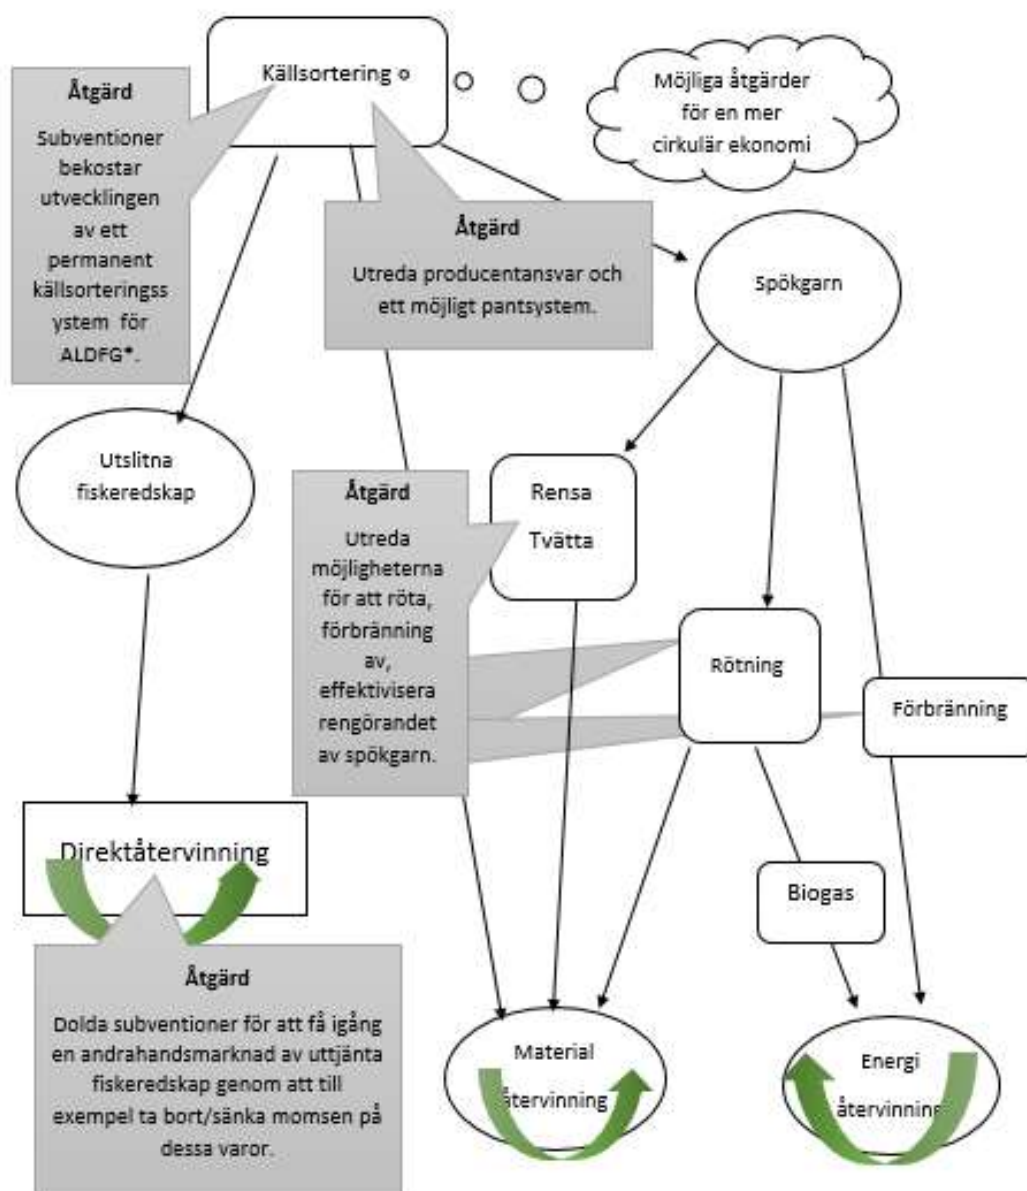 Källsortering
Möjliga åtgärder
för en mer
cirkulär ekonomi
Åtgärd
Subventioner
bekostar
utvecklingen
av ett
permanent
källsorteringss
ystem för
ALDFG*.
Åtgärd
Utreda producentansvar och
ett möjligt pantsystem.
Spökgarn
Utslitna
fiskeredskap
Åtgärd
Utreda
möjligheterna
för att röta,
förbränning
av,
effektivisera
rengörandet
av spökgarn.
Rensa
Tvätta
Rötning
Förbränning
Direktåtervinning
Biogas
Åtgärd
Dolda subventioner för att få igång
en andrahandsmarknad av uttjänta
fiskeredskap genom att till
exempel ta bort/sänka momsen på
dessa varor.
Material
återvinning
Energi
återvinning